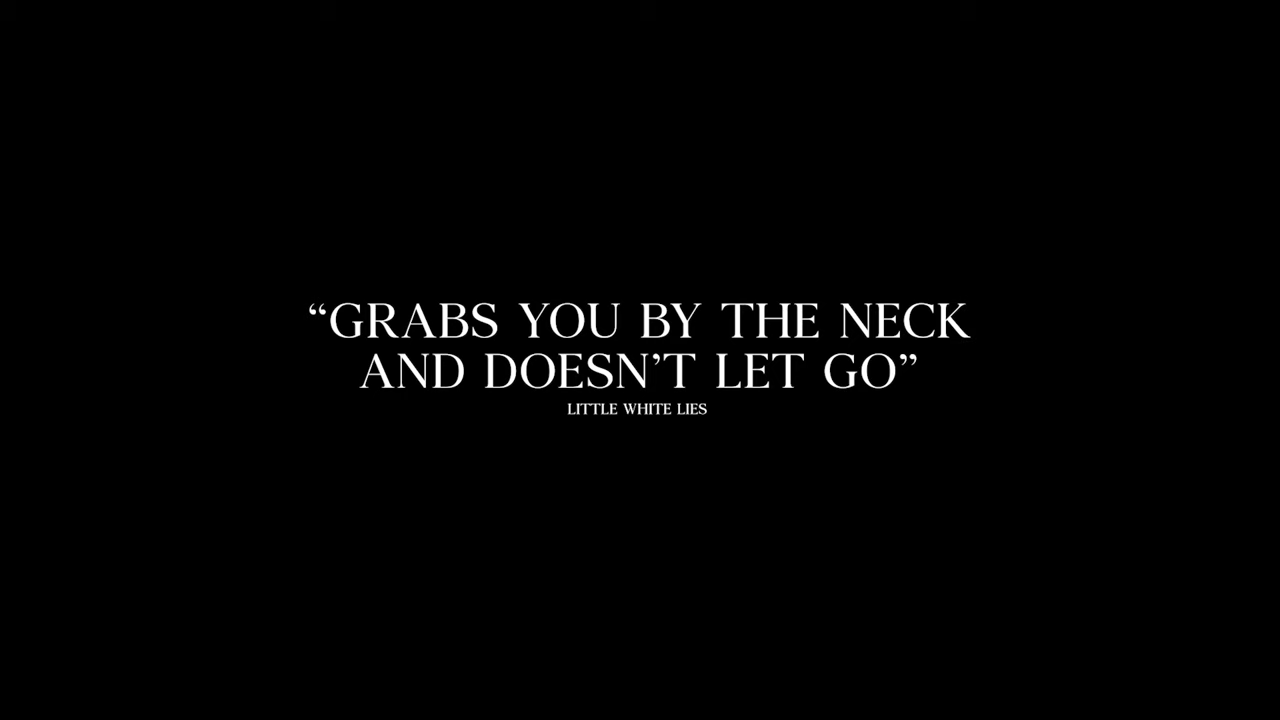 “GRABS YOU BY THE NECK
AND DOESN’T LET GO”
LITTLE WHITE LIES